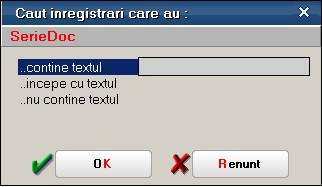 Caut inregistrari care au :
SerieDoc
..contine textul
..incepe cu textul
..nu contine textul
OK Renunt